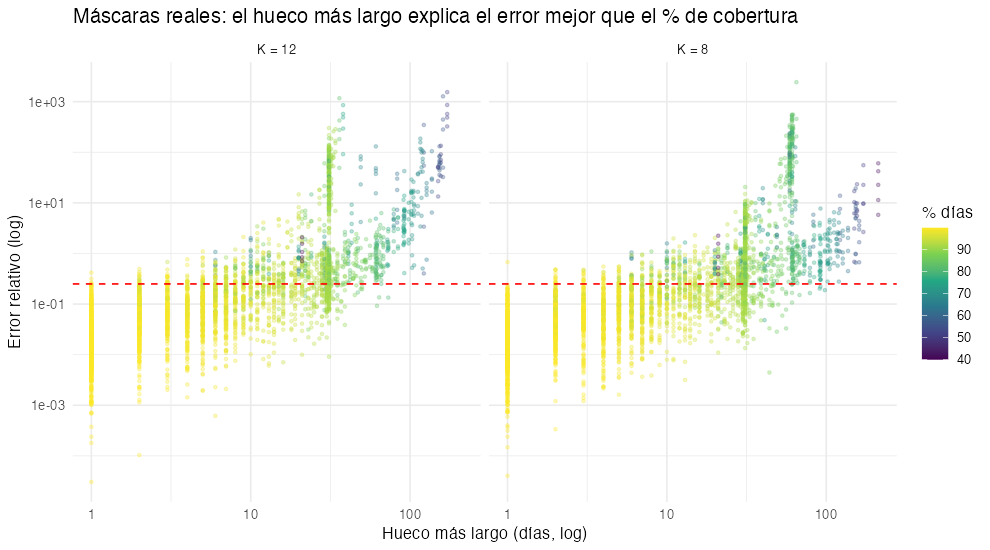 Máscaras reales: el hueco más largo explica el error mejor que el % de cobertura
K = 12
K = 8
1e+03
1e+01
1e-01
1e-03
Error relativo (log)
1
10
100
1
10
100
Hueco más largo (días, log)
% días
90
80
70
60
50
40